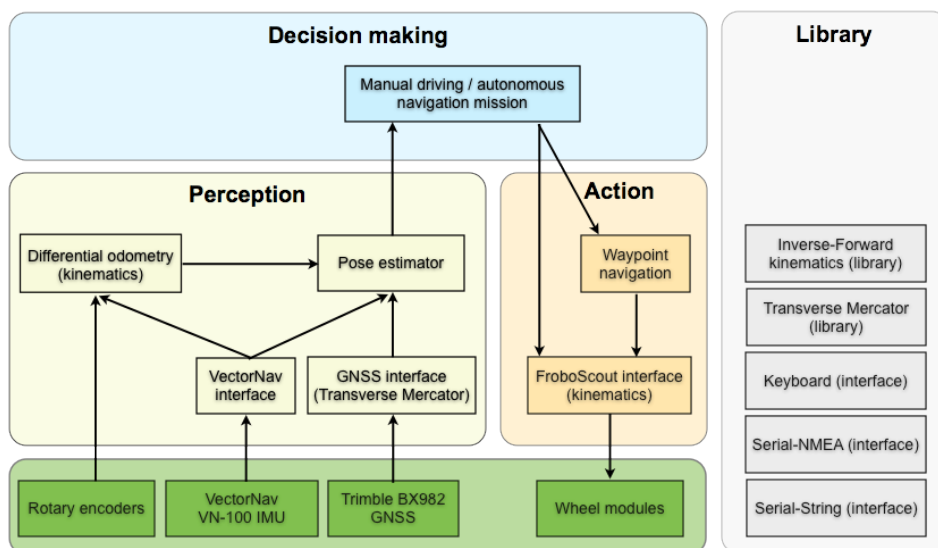 Decision making
Manual driving / autonomous
navigation mission
Perception
Differential odometry
(kinematics)
Pose estimator
VectorNav
interface
GNSS interface
(Transverse Mercator)
Action
Waypoint
navigation
FroboScout interface
(kinematics)
Rotary encoders
VectorNav
VN-100 IMU
Trimble BX982
GNSS
Wheel modules
Library
Inverse-Forward
kinematics (library)
Transverse Mercator
(library)
Keyboard (interface)
Serial-NMEA (interface)
Serial-String (interface)